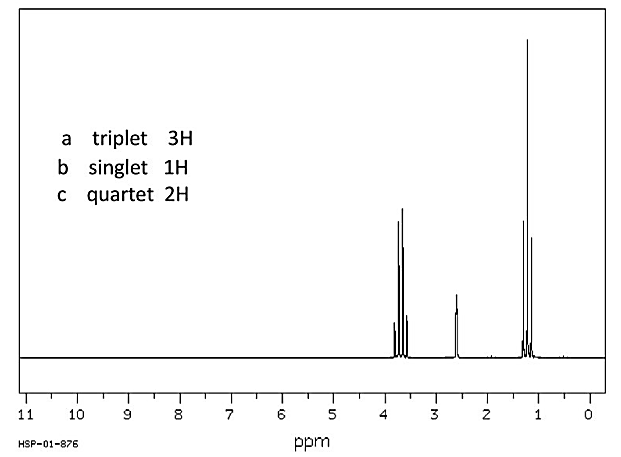 a triplet 3H
b singlet 1H
c quartet 2H
11 10 9 8 7 6 5 4 3 2 1 0
HSP-01-876
ppm